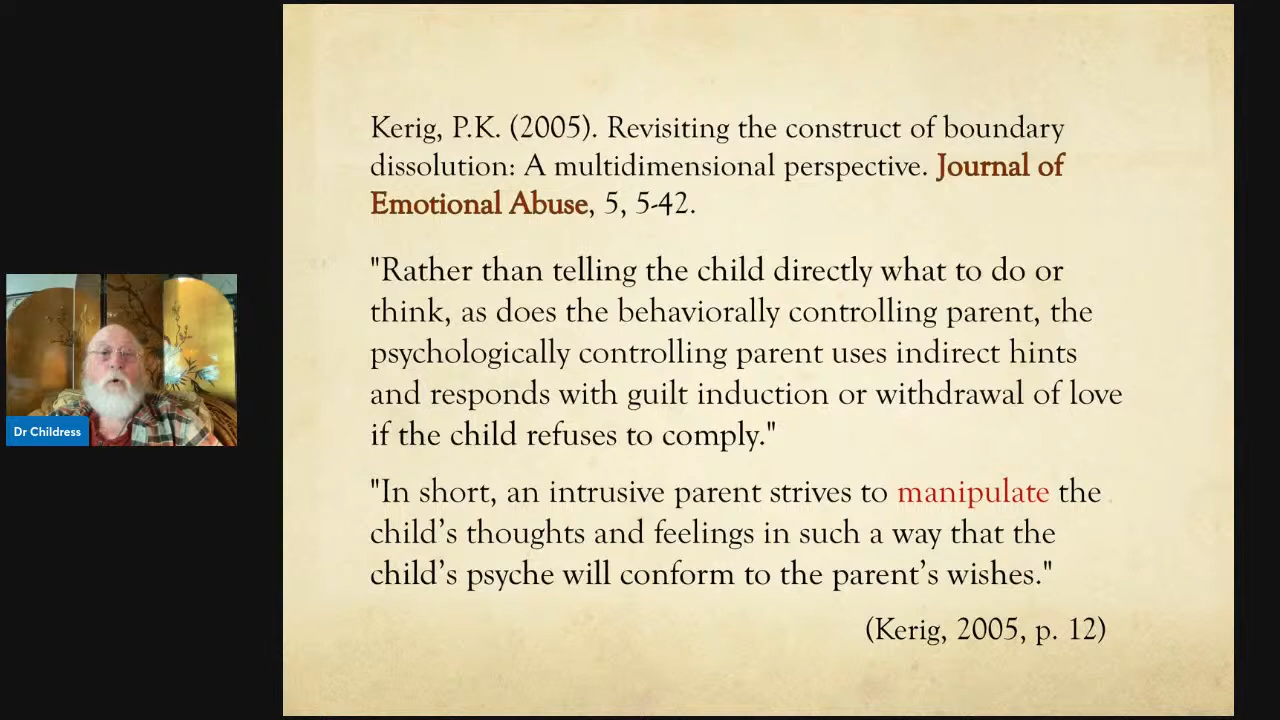 Kerig, P.K. (2005). Revisiting the construct of boundary
dissolution: A multidimensional perspective. Journal of
Emotional Abuse, 5, 5-42.
"Rather than telling the child directly what to do or
think, as does the behaviorally controlling parent, the
psychologically controlling parent uses indirect hints
and responds with guilt induction or withdrawal of love
if the child refuses to comply."
"In short, an intrusive parent strives to manipulate the
child's thoughts and feelings in such a way that the
child's psyche will conform to the parent's wishes."
(Kerig, 2005, p. 12)
Dr Childress